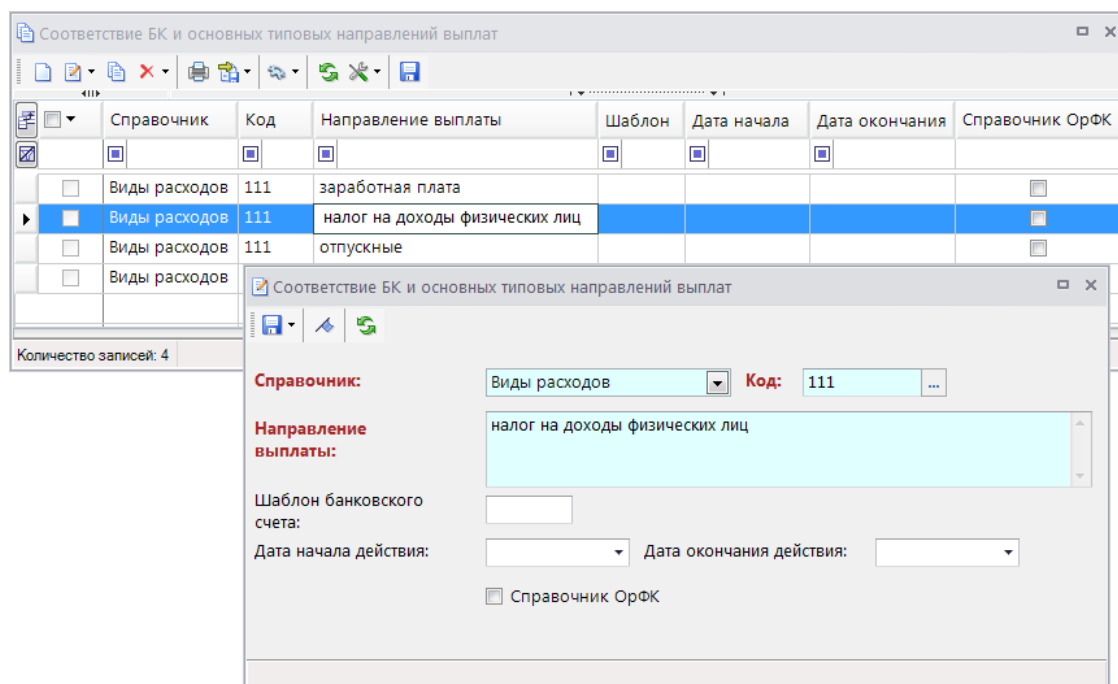 Соответствие БК и основных типовых направлений выплат
Справочник Код Направление выплаты Шаблон Дата начала Дата окончания Справочник ОрФК
Виды расходов 111 заработная плата
Виды расходов 111 налог на доходы физических лиц
Виды расходов 111 отпускные
Виды расходов
Количество записей: 4
Соответствие БК и основных типовых направлений выплат
Справочник: Виды расходов Код: 111 ...
Направление
выплаты:
налог на доходы физических лиц
Шаблон банковского
счета:
Дата начала действия: Дата окончания действия:
Справочник ОрФК